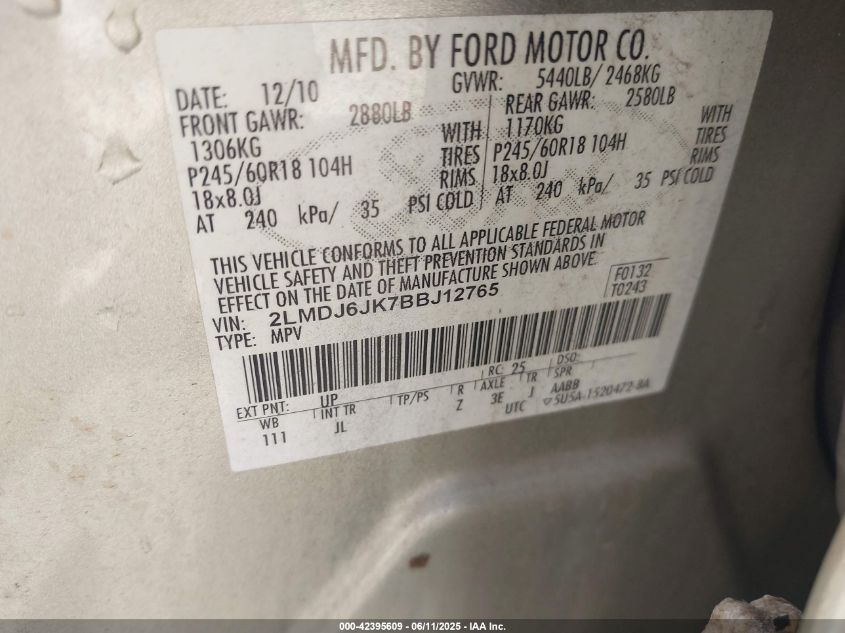 MFD. BY FORD MOTOR CO.
DATE: 12/10 GVWR: 5440LB/ 2468KG
FRONT GAWR: 2880LB REAR GAWR: 2580LB
1306KG WITH 1170KG WITH
P245/60R18 104H TIRES P245/60R18 104H TIRES
18x8.0J RIMS 18x8.0J RIMS
AT 240 kPa/ 35 PSI COLD AT 240 kPa/ 35 PSI COLD
THIS VEHICLE CONFORMS TO ALL APPLICABLE FEDERAL MOTOR
VEHICLE SAFETY AND THEFT PREVENTION STANDARDS IN
EFFECT ON THE DATE OF MANUFACTURE SHOWN ABOVE.
F0132
VIN: 2LMDJ6JK7BBJ12765 T0243
TYPE: MPV
EXT PNT: UP RC: 25 DSO:
WB INT TR TP/PS R AXLE TR SPR
111 JL Z 3E J AABB
UTC ▽5U5A-1520472-BA
000-42395609 - 06/11/2025 - IAA Inc.